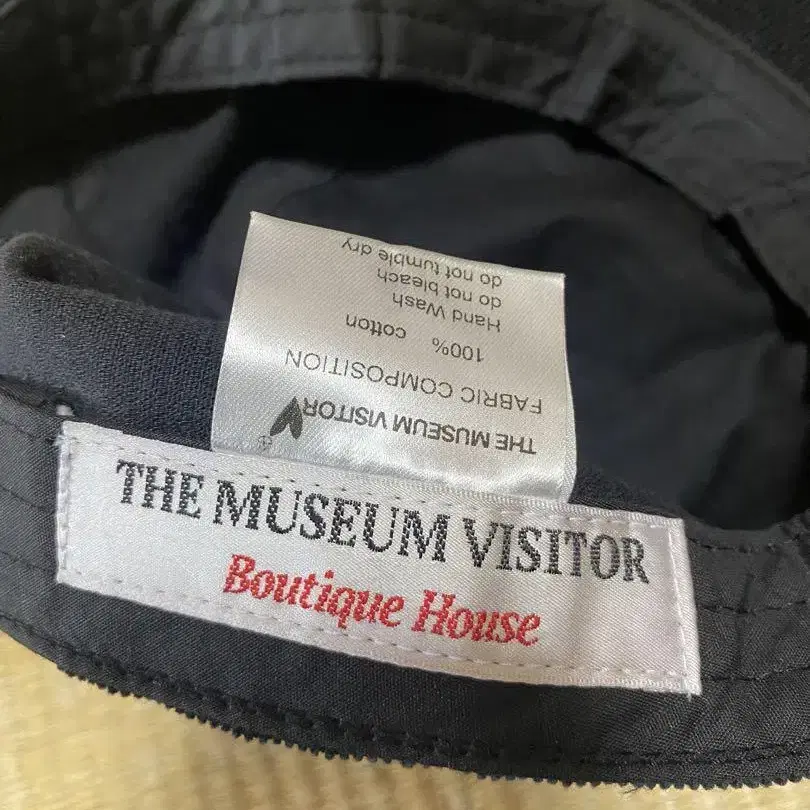 THE MUSEUM VISITOR
FABRIC COMPOSITION
100% cotton
Hand Wash
do not bleach
do not tumble dry
THE MUSEUM VISITOR
Boutique House